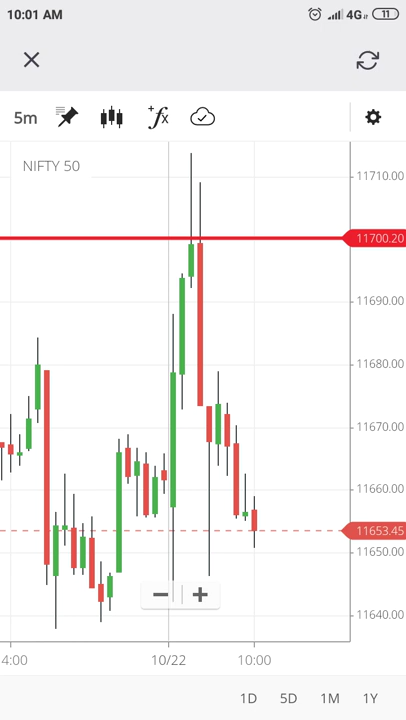 10:01 AM
4G
11
5m
+fx
NIFTY 50
11710.00
11700.20
11690.00
11680.00
11670.00
11660.00
11653.45
11650.00
11640.00
4:00
10/22
10:00
1D 5D 1M 1Y